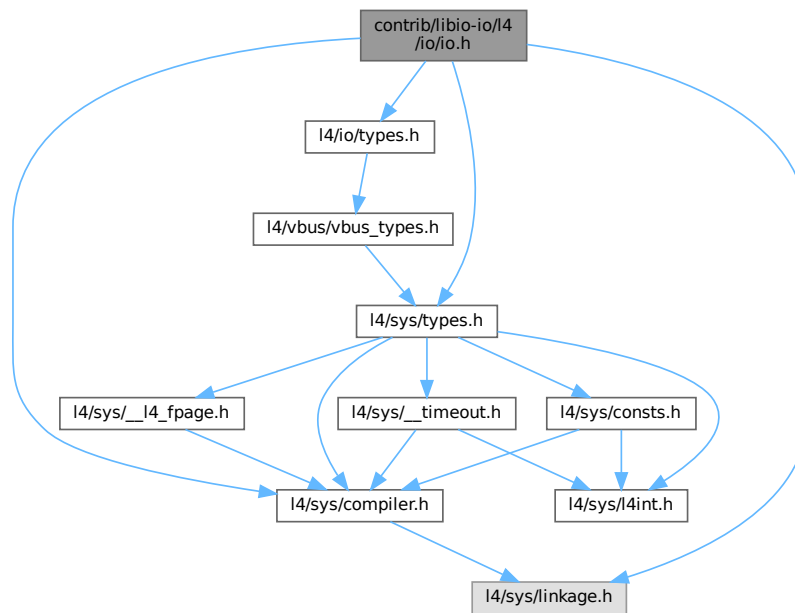 contrib/libio-io/l4
/io/io.h
l4/io/types.h
l4/vbus/vbus_types.h
l4/sys/types.h
l4/sys/__l4_fpage.h
l4/sys/__timeout.h
l4/sys/consts.h
l4/sys/compiler.h
l4/sys/l4int.h
l4/sys/linkage.h